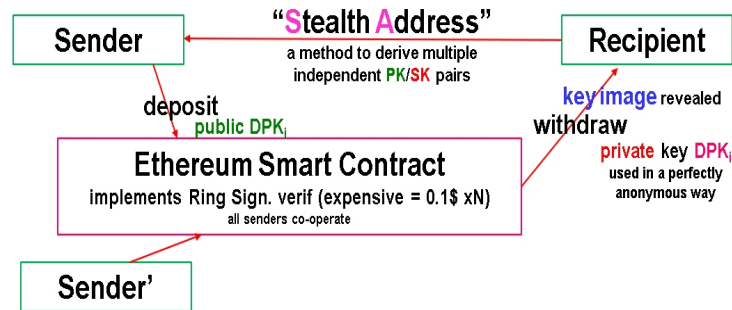 “Stealth Address”
Sender
Recipient
a method to derive multiple
independent PK/SK pairs
deposit
public DPKi
key image revealed
withdraw
private key DPKi
used in a perfectly
anonymous way
Ethereum Smart Contract
implements Ring Sign. verif (expensive = 0.1$ xN)
all senders co-operate
Sender'